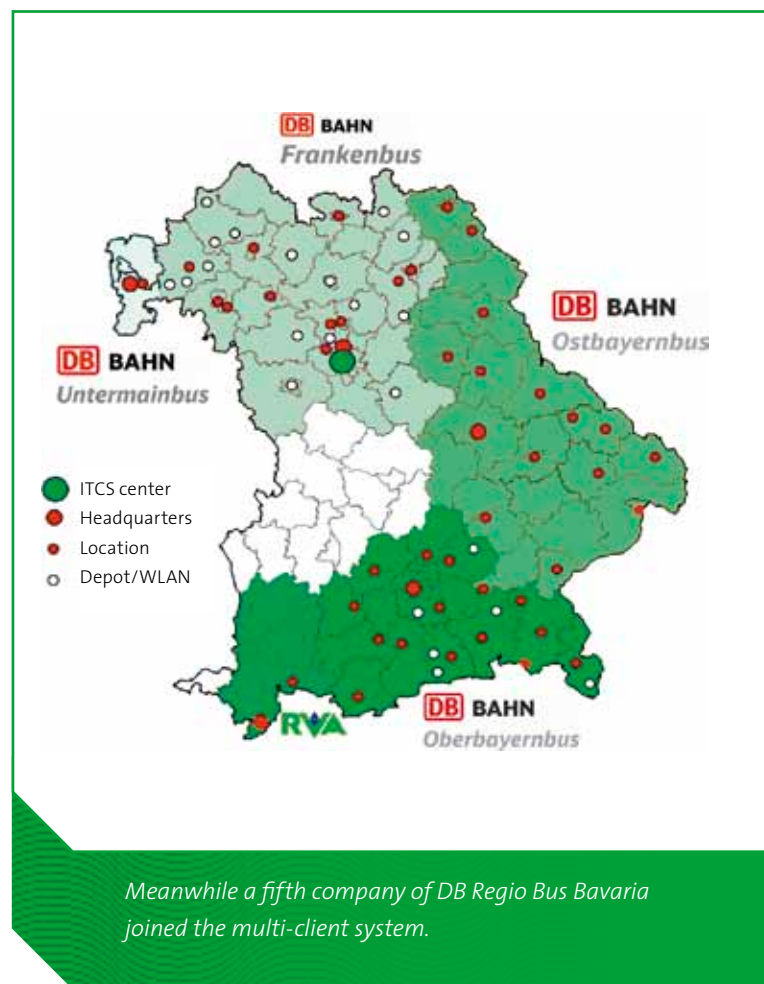 DB BAHN
Frankenbus
DB BAHN
Ostbayernbus
DB BAHN
Untermainbus
ITCS center
Headquarters
Location
Depot/WLAN
RVA
DB BAHN
Oberbayernbus
Meanwhile a fifth company of DB Regio Bus Bavaria
joined the multi-client system.